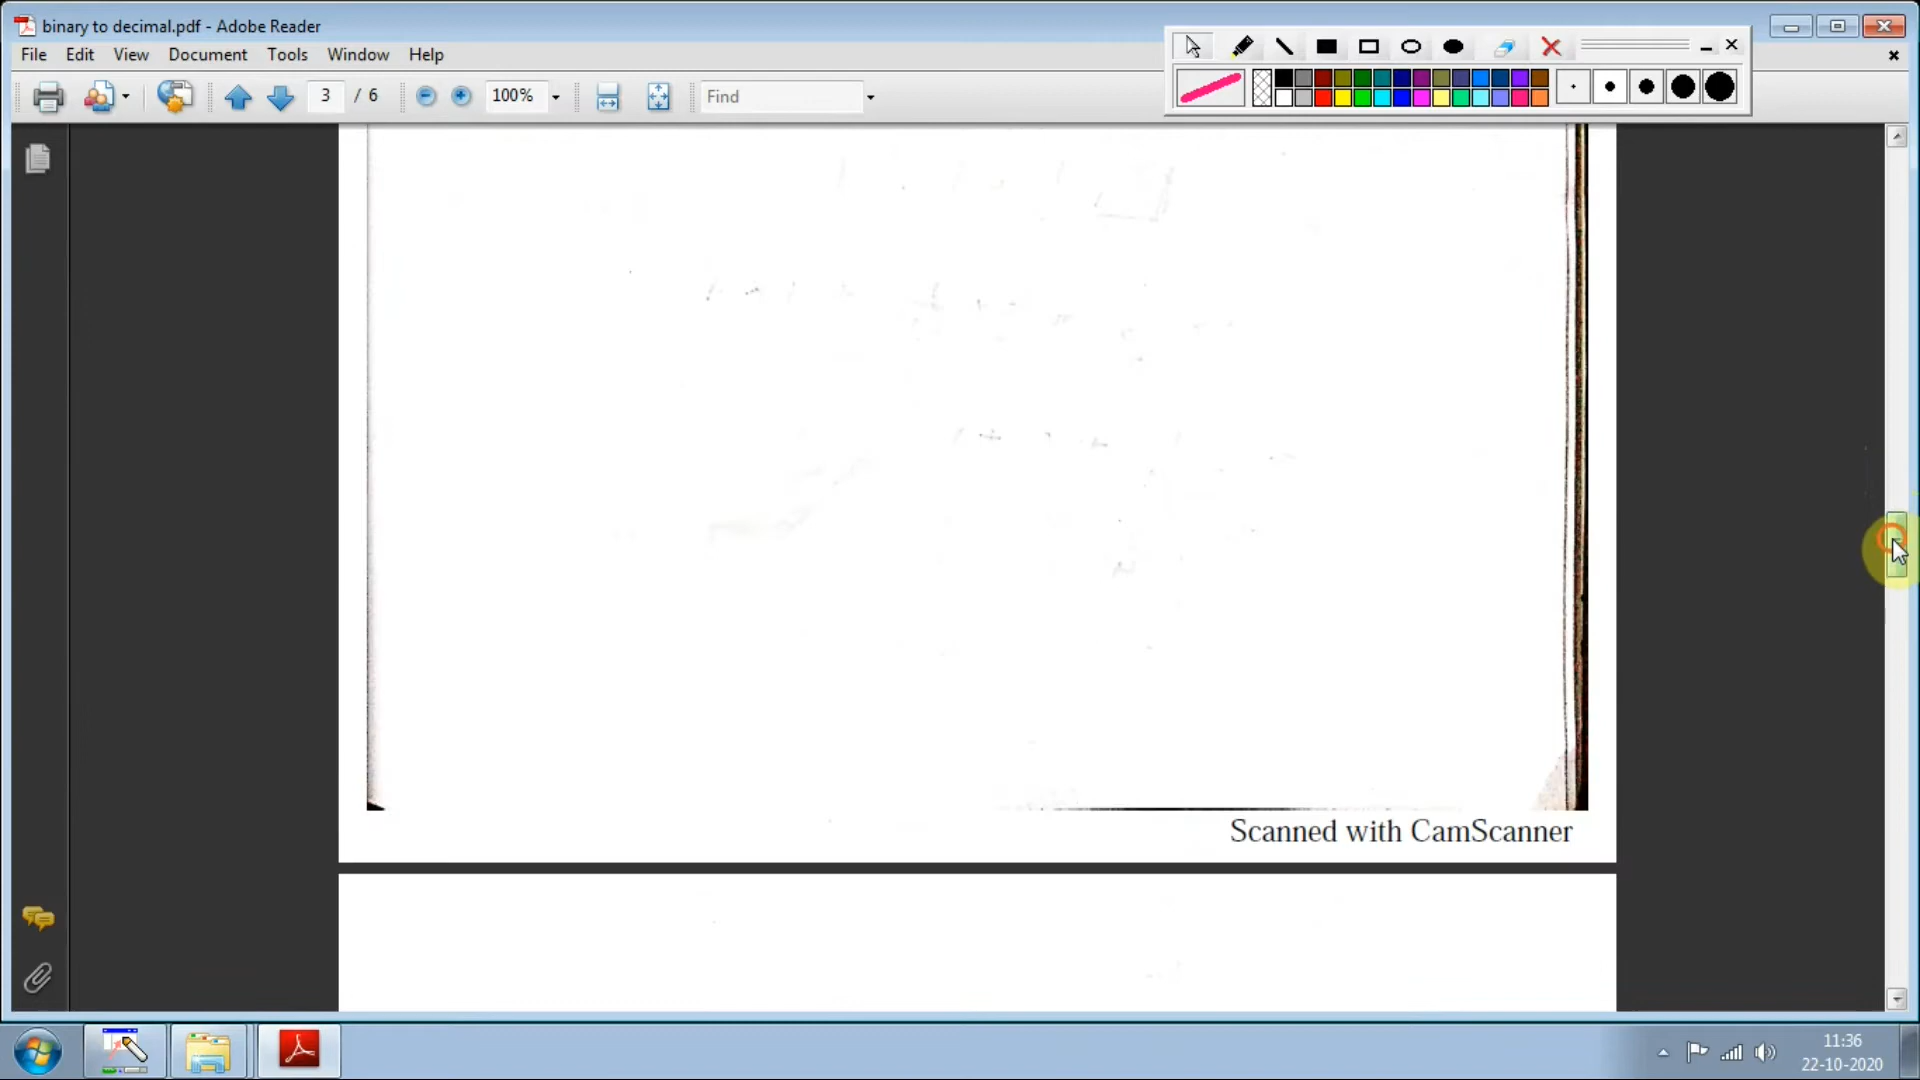 binary to decimal.pdf - Adobe Reader
File Edit View Document Tools Window Help
3 / 6 100% Find
Scanned with CamScanner
11:36
22-10-2020